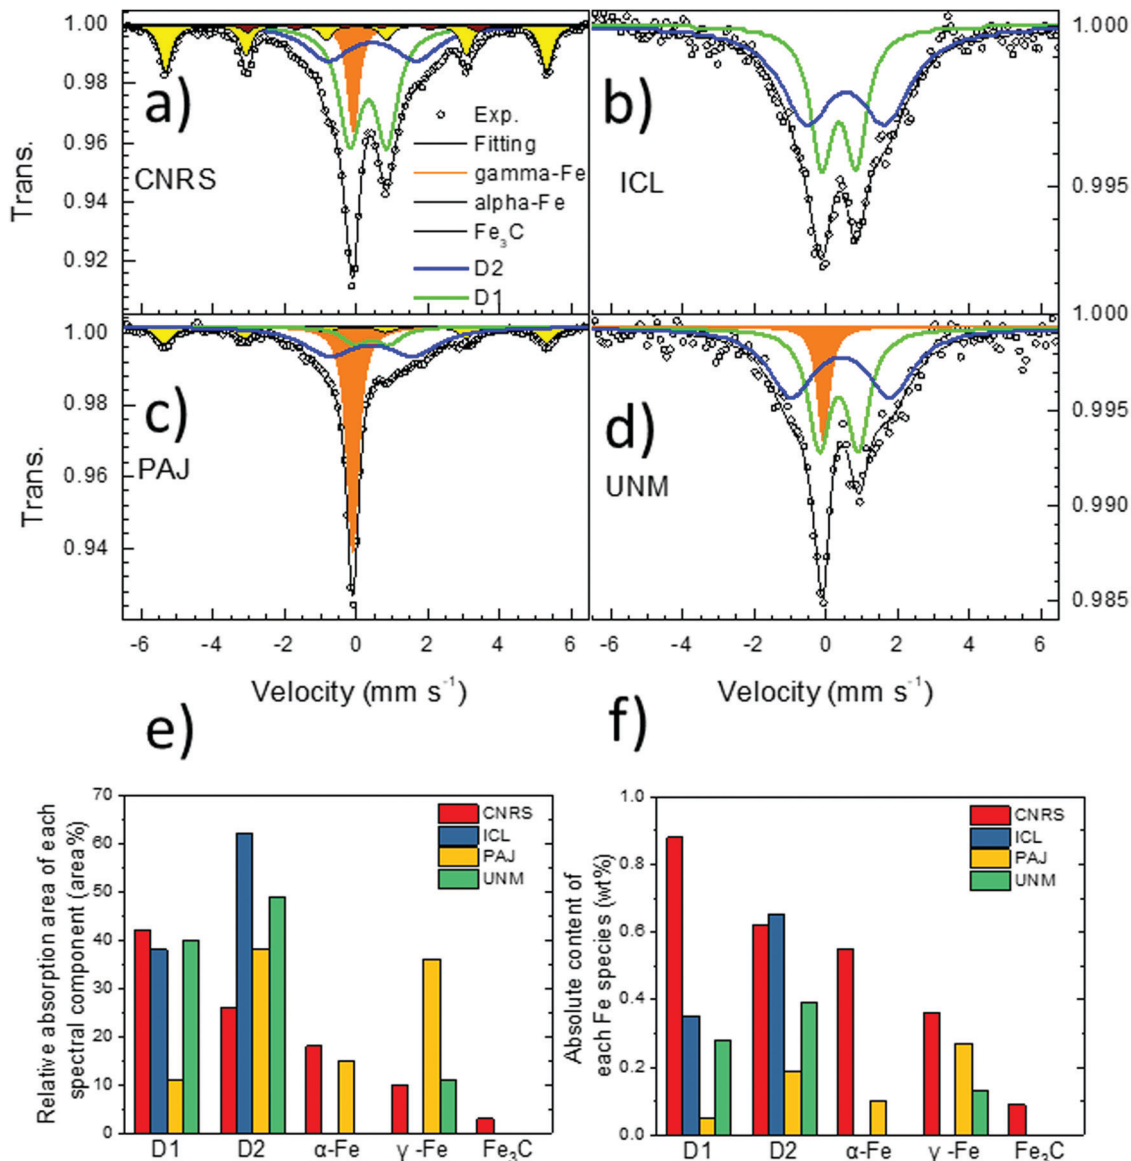 1.00
0.98
0.96
0.94
0.92
Trans.
a)
CNRS
Exp.
Fitting
gamma-Fe
alpha-Fe
Fe₃C
D2
D1
b)
ICL
1.000
0.995
1.00
0.98
0.96
0.94
Trans.
c)
PAJ
-6 -4 -2 0 2 4 6
Velocity (mm s⁻¹)
d)
UNM
1.000
0.995
0.990
0.985
-6 -4 -2 0 2 4 6
Velocity (mm s⁻¹)
e)
Relative absorption area of each
spectral component (area%)
70
60
50
40
30
20
10
0
CNRS
ICL
PAJ
UNM
D1 D2 α-Fe γ -Fe Fe₃C
f)
Absolute content of
each Fe species (wt%)
1.0
0.8
0.6
0.4
0.2
0.0
CNRS
ICL
PAJ
UNM
D1 D2 α-Fe γ -Fe Fe₃C